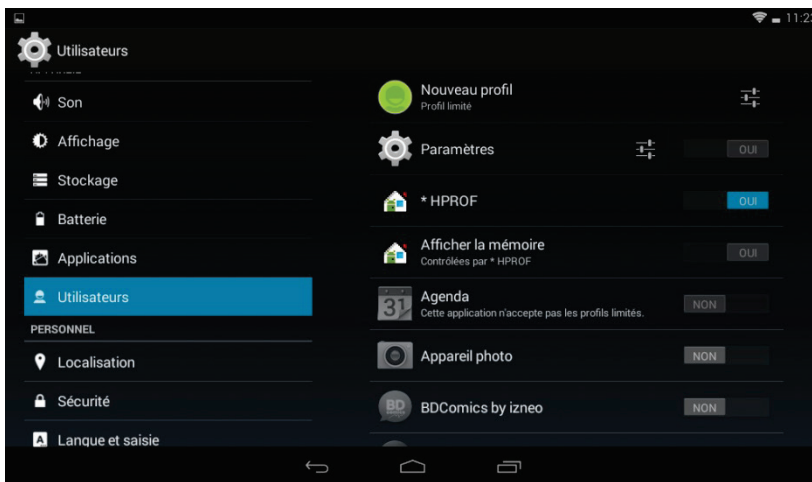 11:23
Utilisateurs
Son
Affichage
Stockage
Batterie
Applications
Utilisateurs
PERSONNEL
Localisation
Sécurité
A Langue et saisie
Nouveau profil
Profil limité
Paramètres OUI
* HPROF OUI
Afficher la mémoire
Contrôlées par * HPROF
OUI
31
Agenda
Cette application n'accepte pas les profils limités.
NON
Appareil photo NON
BD
BDComics by izneo NON